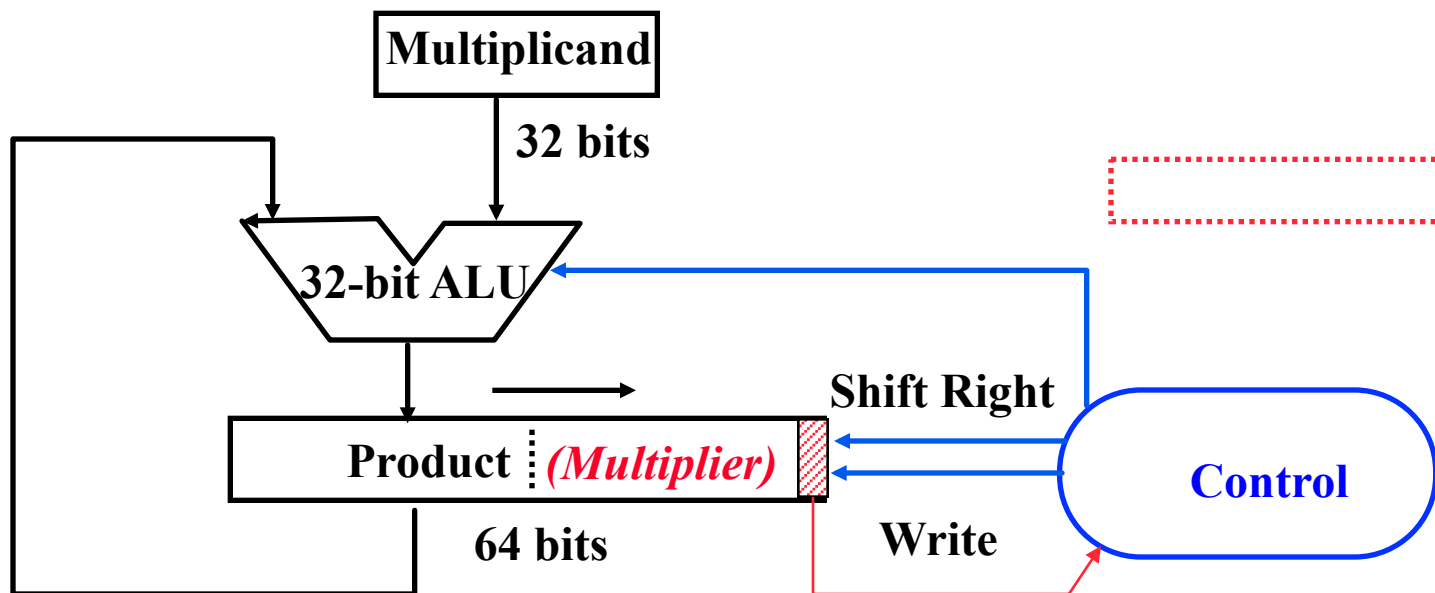 Multiplicand
32 bits
32-bit ALU
Shift Right
Product (Multiplier)
Control
64 bits
Write